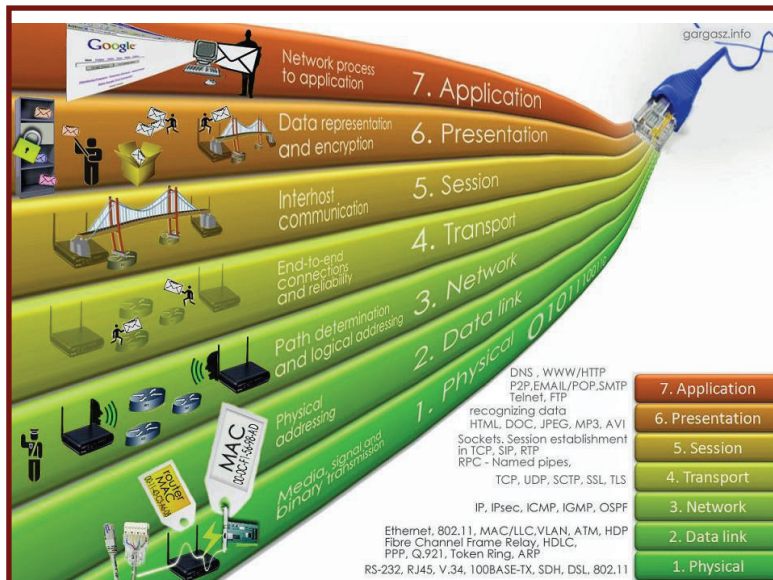 gargasz.info
Google
Network process
to application
7. Application
Data representation
and encryption
6. Presentation
Interhost
communication
5. Session
End-to-end
connections
and reliability
4. Transport
Path determination
and logical addressing
3. Network
Physical
addressing
2. Data link
Media, signal and
binary transmission
1. Physical
MAC
router
MAC
DNS , WWW/HTTP
P2P,EMAIL/POP,SMTP
Telnet, FTP
7. Application
recognizing data
HTML, DOC, JPEG, MP3, AVI
6. Presentation
Sockets. Session establishment
in TCP, SIP, RTP
RPC - Named pipes,
5. Session
TCP, UDP, SCTP, SSL, TLS
4. Transport
IP, IPsec, ICMP, IGMP, OSPF
3. Network
Ethernet, 802.11, MAC/LLC,VLAN, ATM, HDP
Fibre Channel Frame Relay, HDLC,
PPP, Q.921, Token Ring, ARP
2. Data link
RS-232, RJ45, V.34, 100BASE-TX, SDH, DSL, 802.11
1. Physical